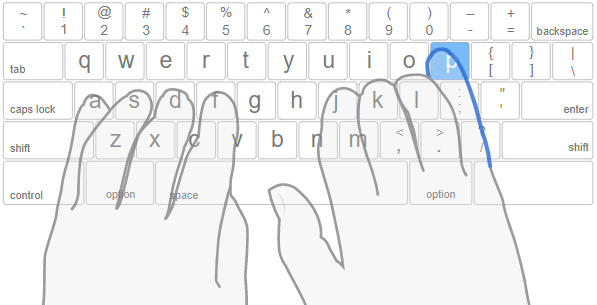 ~ ! @ # $ % ^ & * ( ) – +
` 1 2 3 4 5 6 7 8 9 0 - = backspace
tab q w e r t y u i o p { } |
[ ] \
caps lock a s d f g h j k l : "
; ' enter
shift z x c v b n m < > ?
, . / shift
control option space option